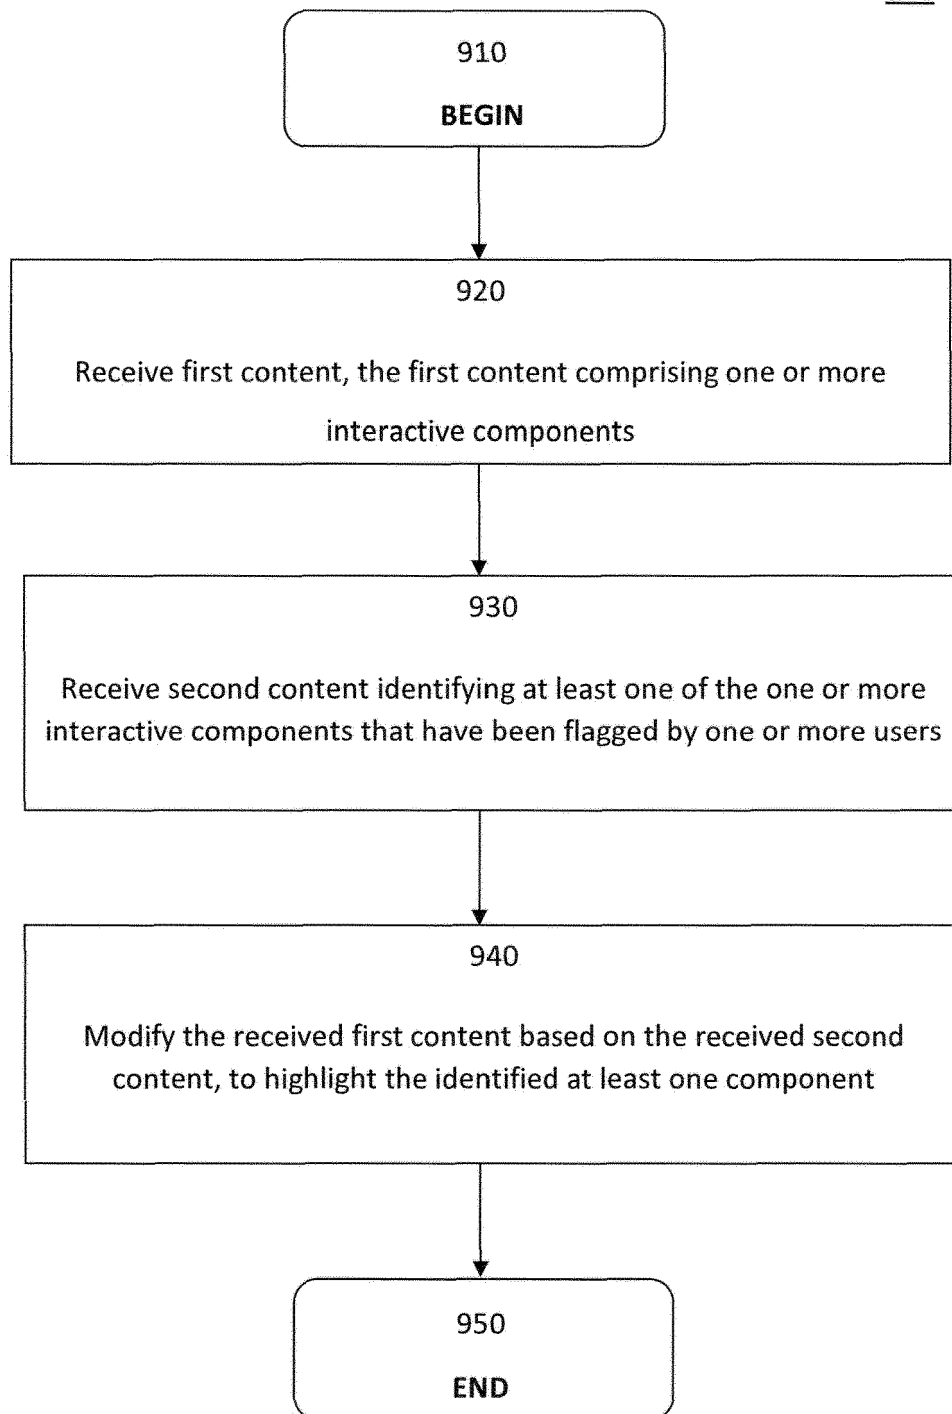 910
BEGIN
920
Receive first content, the first content comprising one or more
interactive components
930
Receive second content identifying at least one of the one or more
interactive components that have been flagged by one or more users
940
Modify the received first content based on the received second
content, to highlight the identified at least one component
950
END